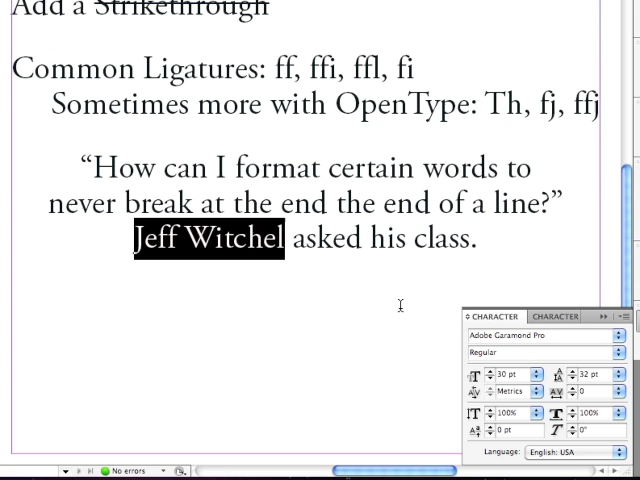 Add a Strikethrough
Common Ligatures: ff, ffi, ffl, fi
Sometimes more with OpenType: Th, fj, ffj
“How can I format certain words to
never break at the end the end of a line?”
Jeff Witchel asked his class.
CHARACTER CHARACTER
Adobe Garamond Pro
Regular
30 pt 32 pt
Metrics 0
100% 100%
0 pt 0°
Language: English: USA
No errors